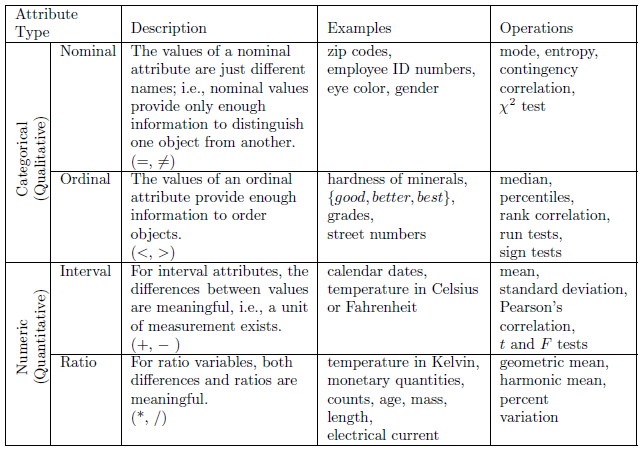 Attribute
Type
Description
Examples
Operations
Categorical
(Qualitative)
Nominal
The values of a nominal
attribute are just different
names; i.e., nominal values
provide only enough
information to distinguish
one object from another.
(=, ≠)
zip codes,
employee ID numbers,
eye color, gender
mode, entropy,
contingency
correlation,
χ² test
Ordinal
The values of an ordinal
attribute provide enough
information to order
objects.
(<, >)
hardness of minerals,
{good, better, best},
grades,
street numbers
median,
percentiles,
rank correlation,
run tests,
sign tests
Numeric
(Quantitative)
Interval
For interval attributes, the
differences between values
are meaningful, i.e., a unit
of measurement exists.
(+, − )
calendar dates,
temperature in Celsius
or Fahrenheit
mean,
standard deviation,
Pearson's
correlation,
t and F tests
Ratio
For ratio variables, both
differences and ratios are
meaningful.
(*, /)
temperature in Kelvin,
monetary quantities,
counts, age, mass,
length,
electrical current
geometric mean,
harmonic mean,
percent
variation